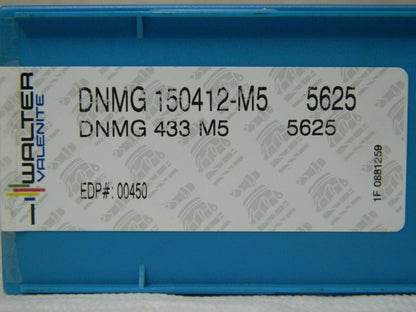 WALTER
VALENITE
DNMG 150412-M5 5625
DNMG 433 M5 5625
EDP#: 00450
1F 0881259